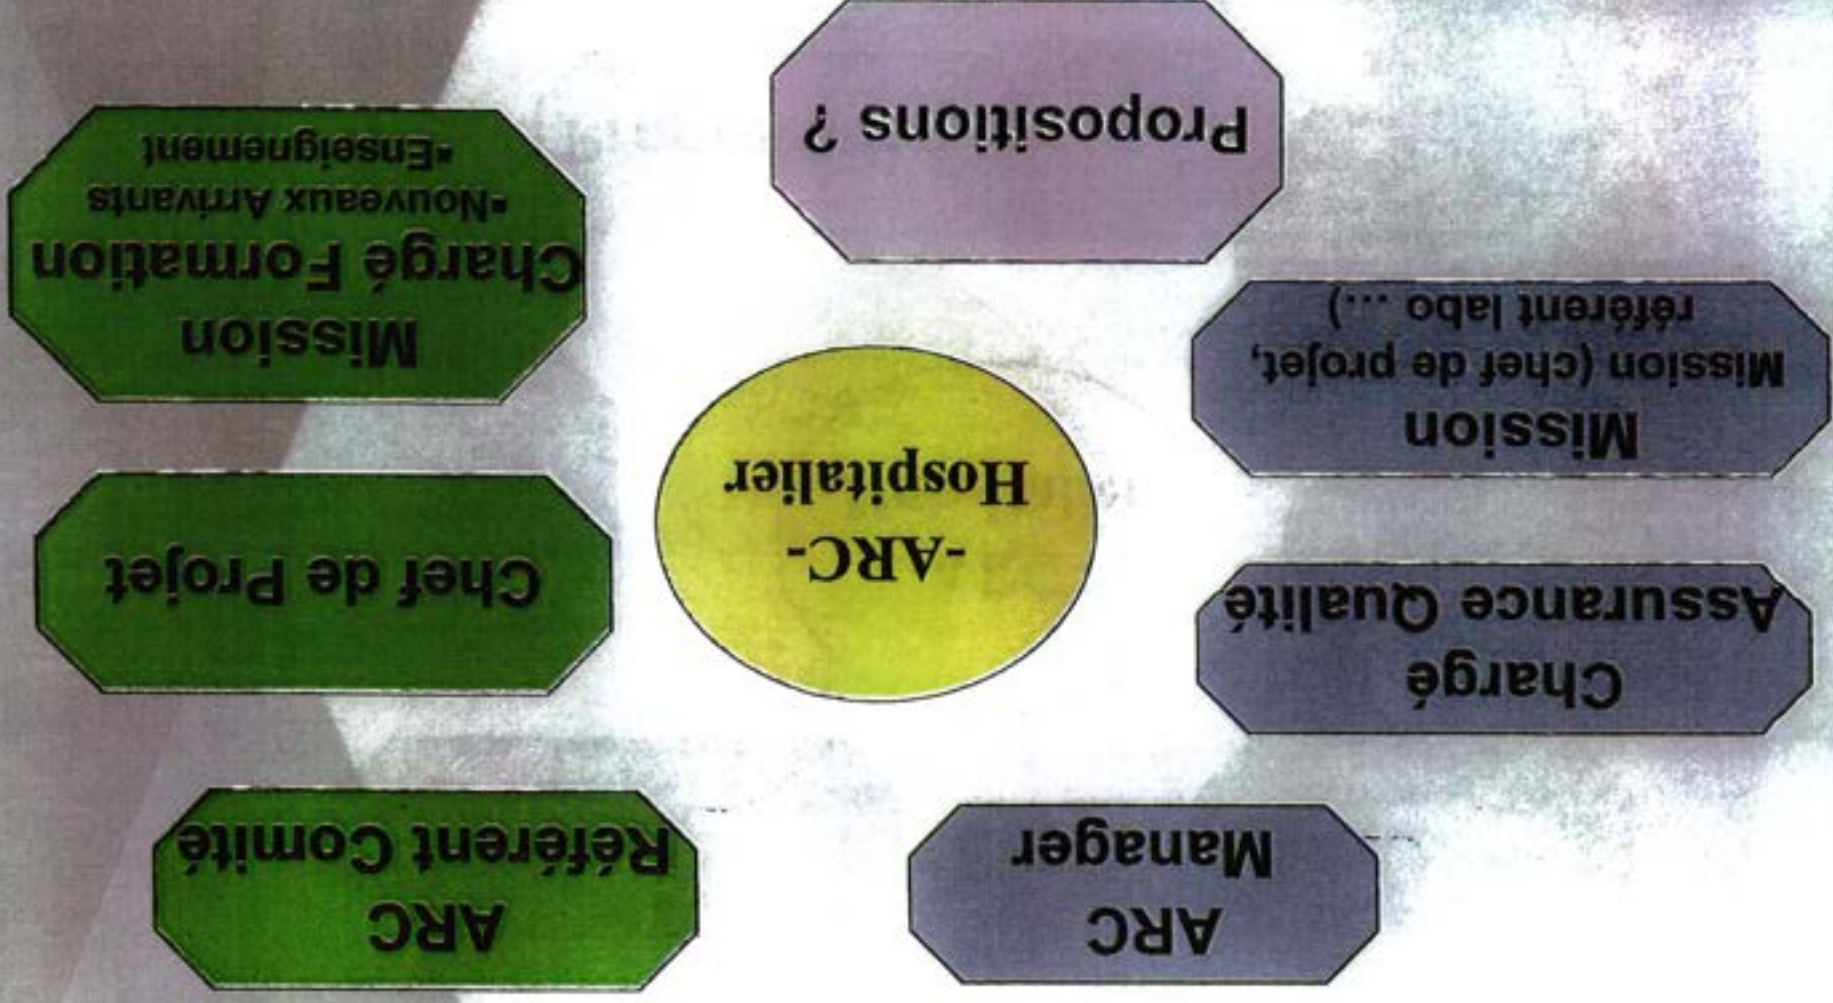 ARC
Manager
ARC
Référent Comité
Chargé
Assurance Qualité
-ARC-
Hospitalier
Chef de Projet
Mission
Mission (chef de projet,
référent labo …)
Mission
Chargé Formation
▪Nouveaux Arrivants
▪Enseignement
Propositions ?